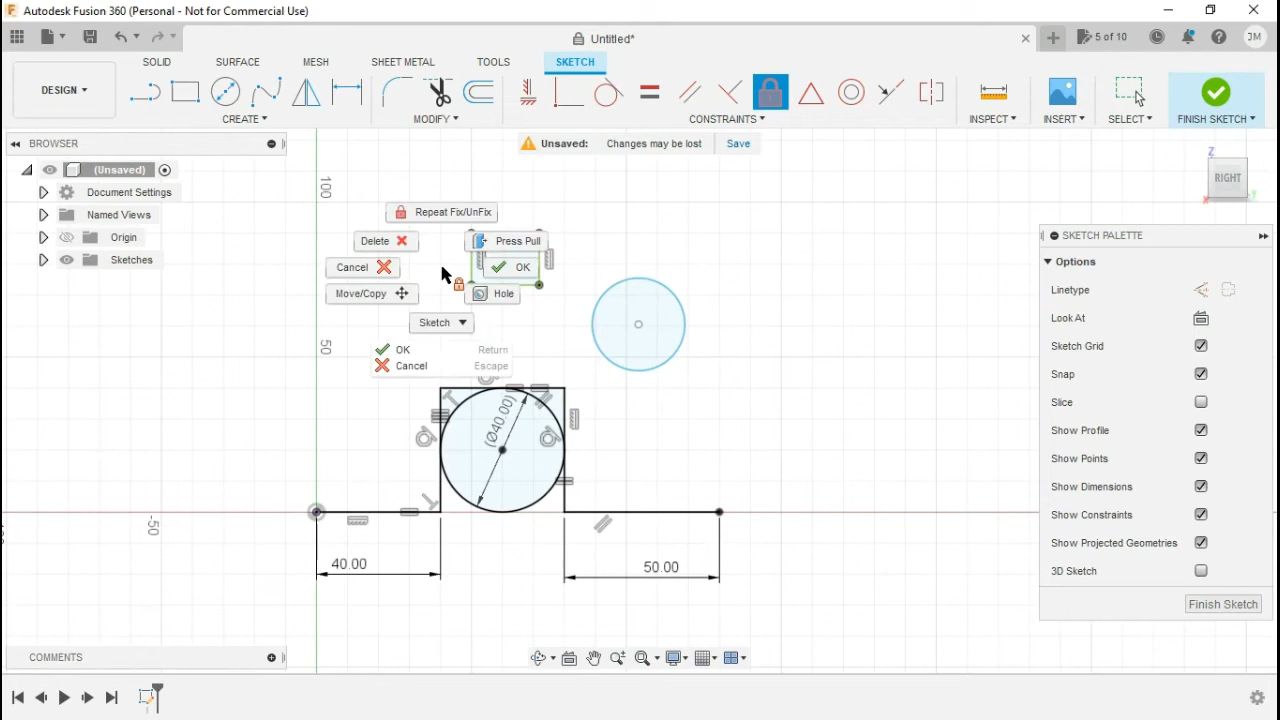 Autodesk Fusion 360 (Personal - Not for Commercial Use)
Untitled*
5 of 10
JM
DESIGN
SOLID
SURFACE
MESH
SHEET METAL
TOOLS
SKETCH
CREATE
MODIFY
CONSTRAINTS
INSPECT
INSERT
SELECT
FINISH SKETCH
BROWSER
Unsaved: Changes may be lost Save
Z
RIGHT
X
Y
(Unsaved)
Document Settings
Named Views
Origin
Sketches
100
50
-50
Repeat Fix/UnFix
Delete
Press Pull
Cancel
OK
Move/Copy
Hole
Sketch
OK Return
Cancel Escape
(Ø40.00)
40.00
50.00
SKETCH PALETTE
Options
Linetype
Look At
Sketch Grid
Snap
Slice
Show Profile
Show Points
Show Dimensions
Show Constraints
Show Projected Geometries
3D Sketch
Finish Sketch
COMMENTS